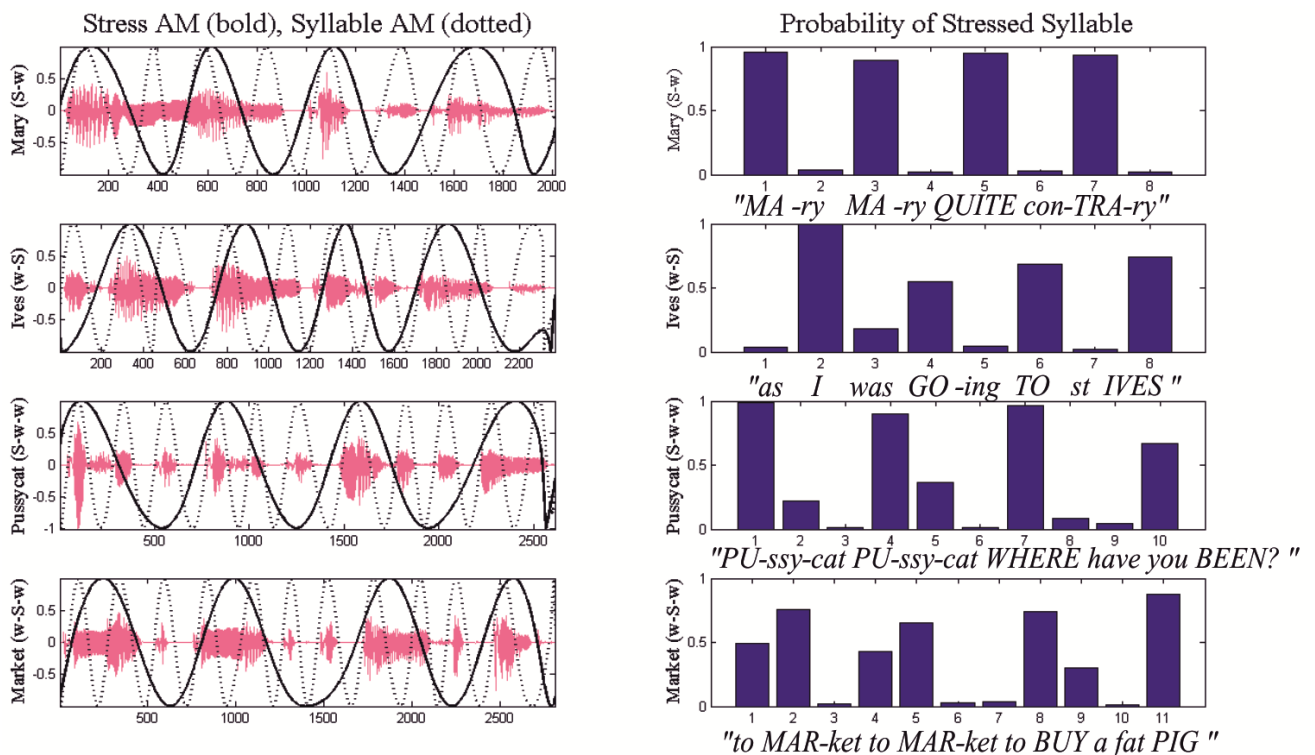 Stress AM (bold), Syllable AM (dotted)
Probability of Stressed Syllable
Mary (S-w)
0.5
0
-0.5
200 400 600 800 1000 1200 1400 1600 1800 2000
Mary (S-w)
1
0.5
0
1 2 3 4 5 6 7 8
"MA -ry MA -ry QUITE con-TRA-ry"
Ives (w-S)
0.5
0
-0.5
200 400 600 800 1000 1200 1400 1600 1800 2000 2200
Ives (w-S)
1
0.5
0
1 2 3 4 5 6 7 8
"as I was GO -ing TO st IVES "
Pussycat (S-w-w)
0.5
0
-0.5
-1
500 1000 1500 2000 2500
Pussycat (S-w-w)
1
0.5
0
1 2 3 4 5 6 7 8 9 10
"PU-ssy-cat PU-ssy-cat WHERE have you BEEN? "
Market (w-S-w)
0.5
0
-0.5
500 1000 1500 2000 2500
Market (w-S-w)
1
0.5
0
1 2 3 4 5 6 7 8 9 10 11
"to MAR-ket to MAR-ket to BUY a fat PIG "